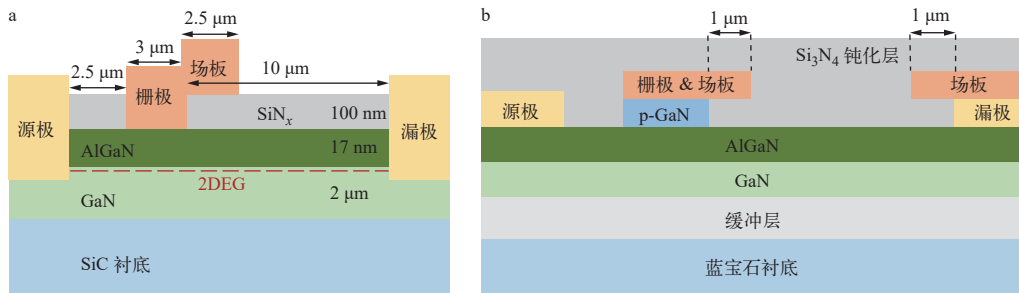 a
2.5 μm
3 μm
2.5 μm
场板
10 μm
栅极
源极
SiNₓ 100 nm
漏极
AlGaN
17 nm
2DEG
GaN
2 μm
SiC 衬底
b
1 μm
1 μm
Si₃N₄ 钝化层
栅极 & 场板
场板
源极
p-GaN
漏极
AlGaN
GaN
缓冲层
蓝宝石衬底